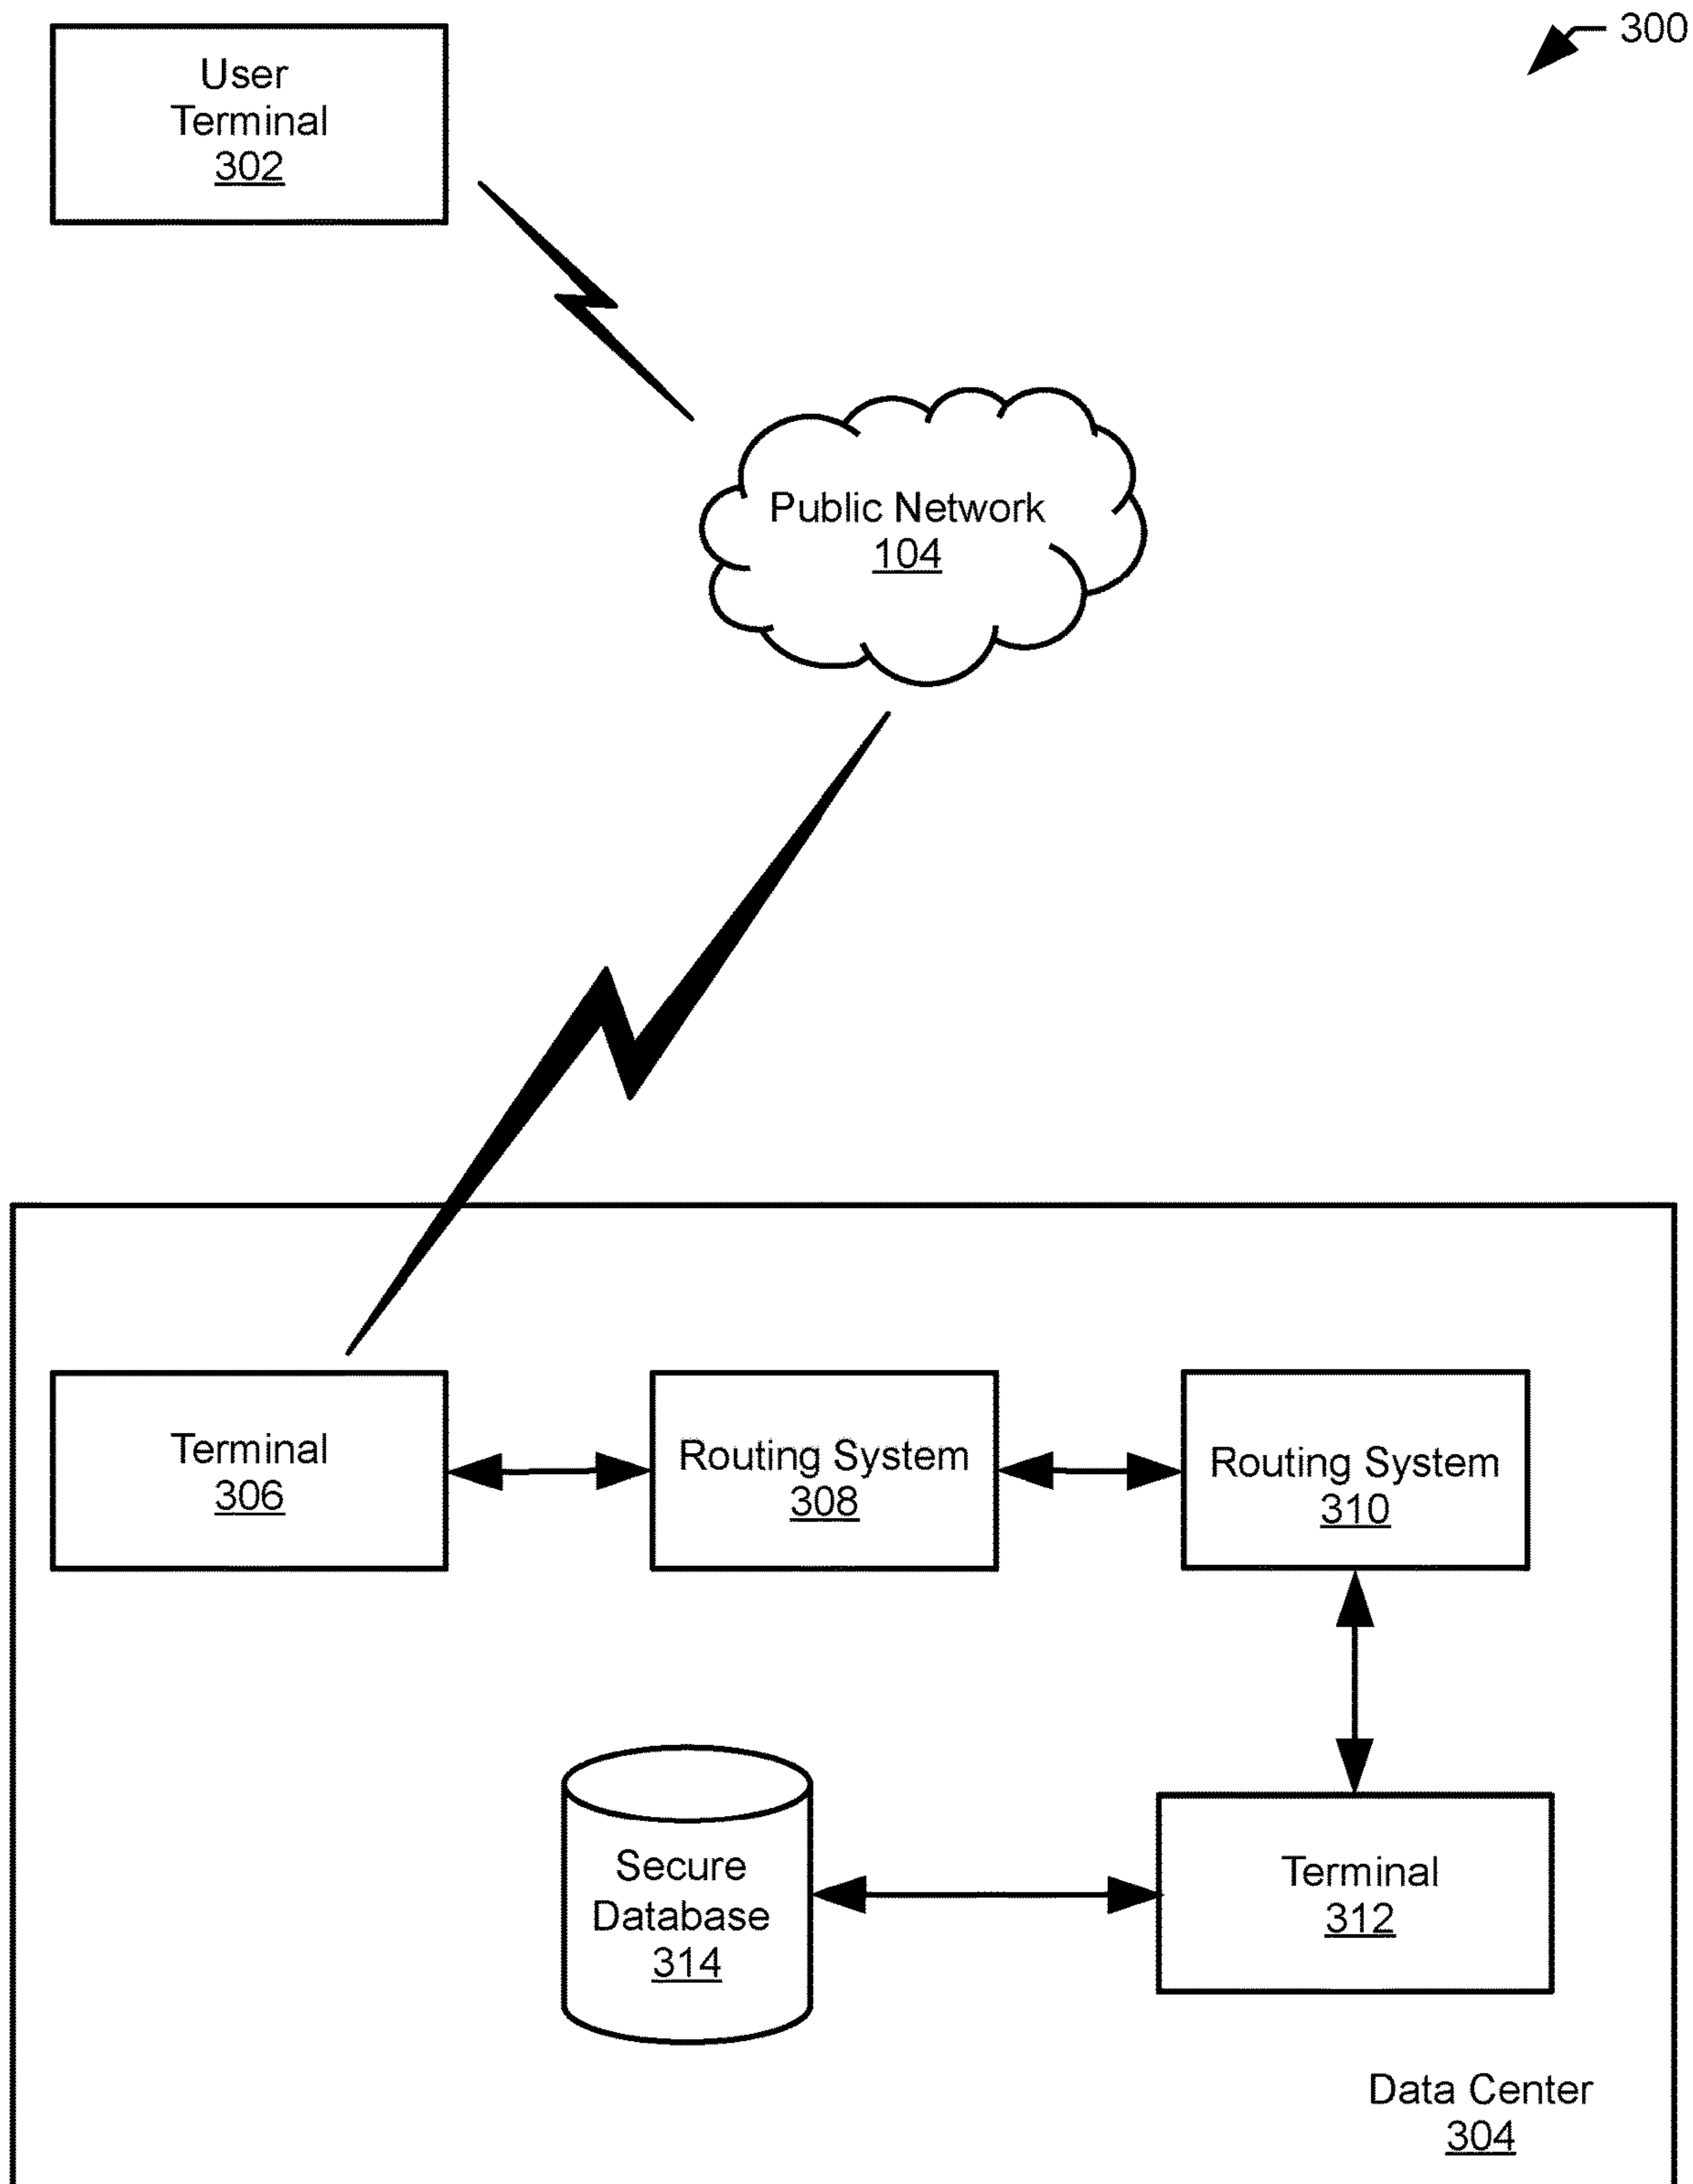 300
User
Terminal
302
Public Network
104
Terminal
306
Routing System
308
Routing System
310
Secure
Database
314
Terminal
312
Data Center
304